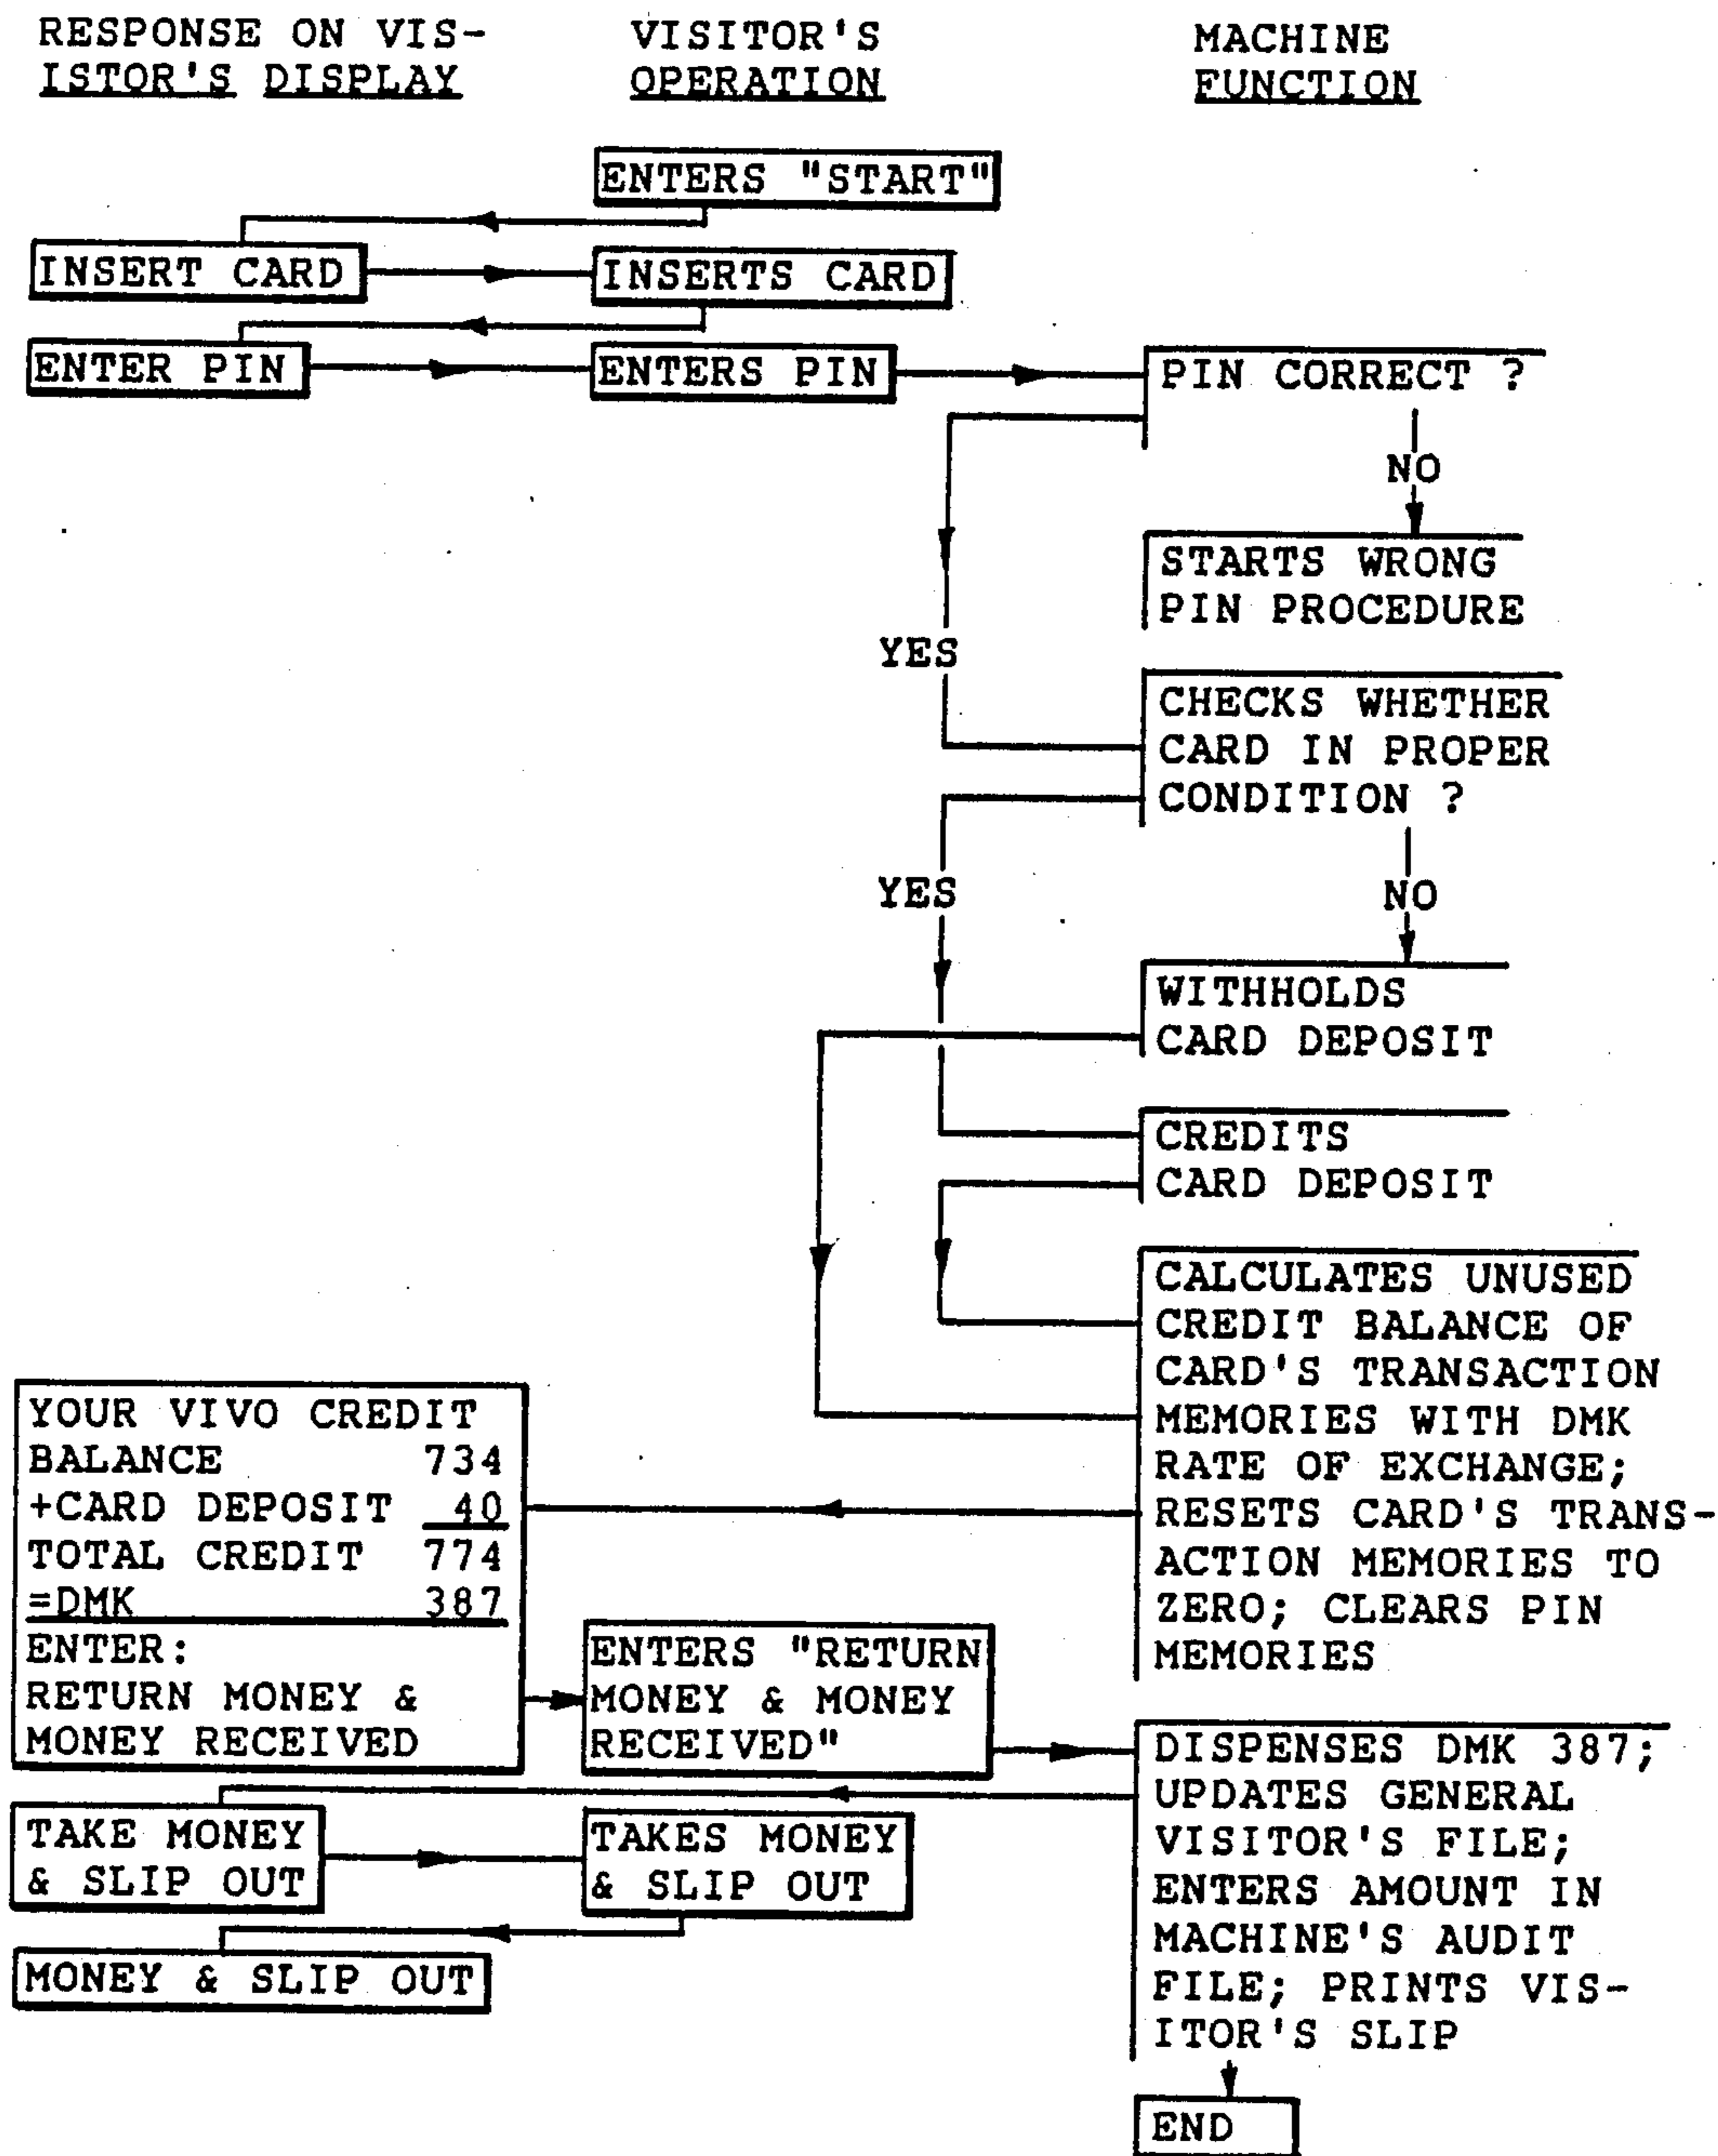 RESPONSE ON VIS-
ISTOR'S DISPLAY
VISITOR'S
OPERATION
MACHINE
FUNCTION
ENTERS "START"
INSERT CARD
INSERTS CARD
ENTER PIN
ENTERS PIN
PIN CORRECT ?
NO
STARTS WRONG
PIN PROCEDURE
YES
CHECKS WHETHER
CARD IN PROPER
CONDITION ?
YES
NO
WITHHOLDS
CARD DEPOSIT
CREDITS
CARD DEPOSIT
CALCULATES UNUSED
CREDIT BALANCE OF
CARD'S TRANSACTION
MEMORIES WITH DMK
RATE OF EXCHANGE;
RESETS CARD'S TRANS-
ACTION MEMORIES TO
ZERO; CLEARS PIN
MEMORIES
YOUR VIVO CREDIT
BALANCE 734
+CARD DEPOSIT 40
TOTAL CREDIT 774
=DMK 387
ENTER:
RETURN MONEY &
MONEY RECEIVED
ENTERS "RETURN
MONEY & MONEY
RECEIVED"
DISPENSES DMK 387;
UPDATES GENERAL
VISITOR'S FILE;
ENTERS AMOUNT IN
MACHINE'S AUDIT
FILE; PRINTS VIS-
ITOR'S SLIP
TAKE MONEY
& SLIP OUT
TAKES MONEY
& SLIP OUT
MONEY & SLIP OUT
END